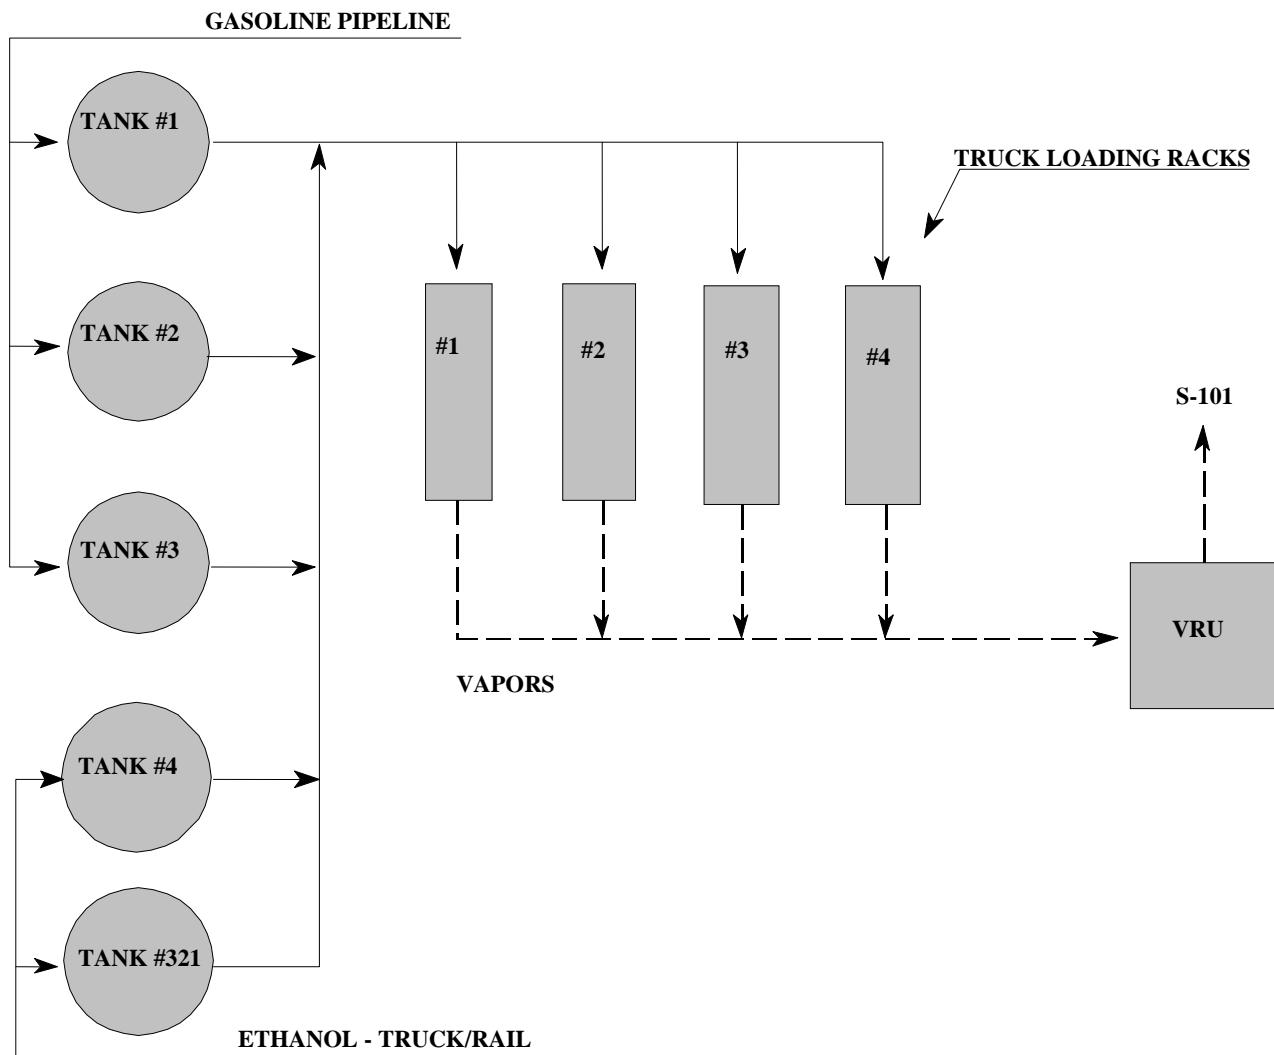 GASOLINE PIPELINE
TANK #1
TRUCK LOADING RACKS
TANK #2
#1
#2
#3
#4
S-101
TANK #3
VRU
VAPORS
TANK #4
TANK #321
ETHANOL - TRUCK/RAIL